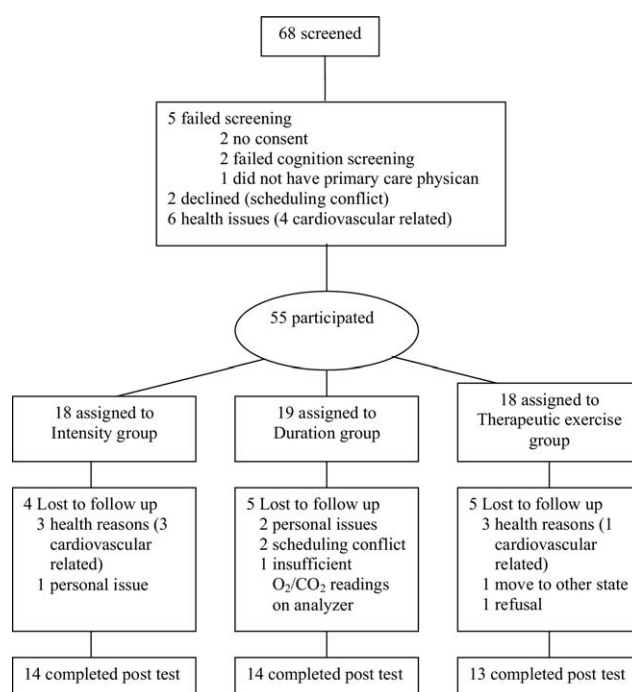 68 screened
5 failed screening
2 no consent
2 failed cognition screening
1 did not have primary care physican
2 declined (scheduling conflict)
6 health issues (4 cardiovascular related)
55 participated
18 assigned to
Intensity group
19 assigned to
Duration group
18 assigned to
Therapeutic exercise
group
4 Lost to follow up
3 health reasons (3
cardiovascular
related)
1 personal issue
5 Lost to follow up
2 personal issues
2 scheduling conflict
1 insufficient
O₂/CO₂ readings
on analyzer
5 Lost to follow up
3 health reasons (1
cardiovascular
related)
1 move to other state
1 refusal
14 completed post test
14 completed post test
13 completed post test